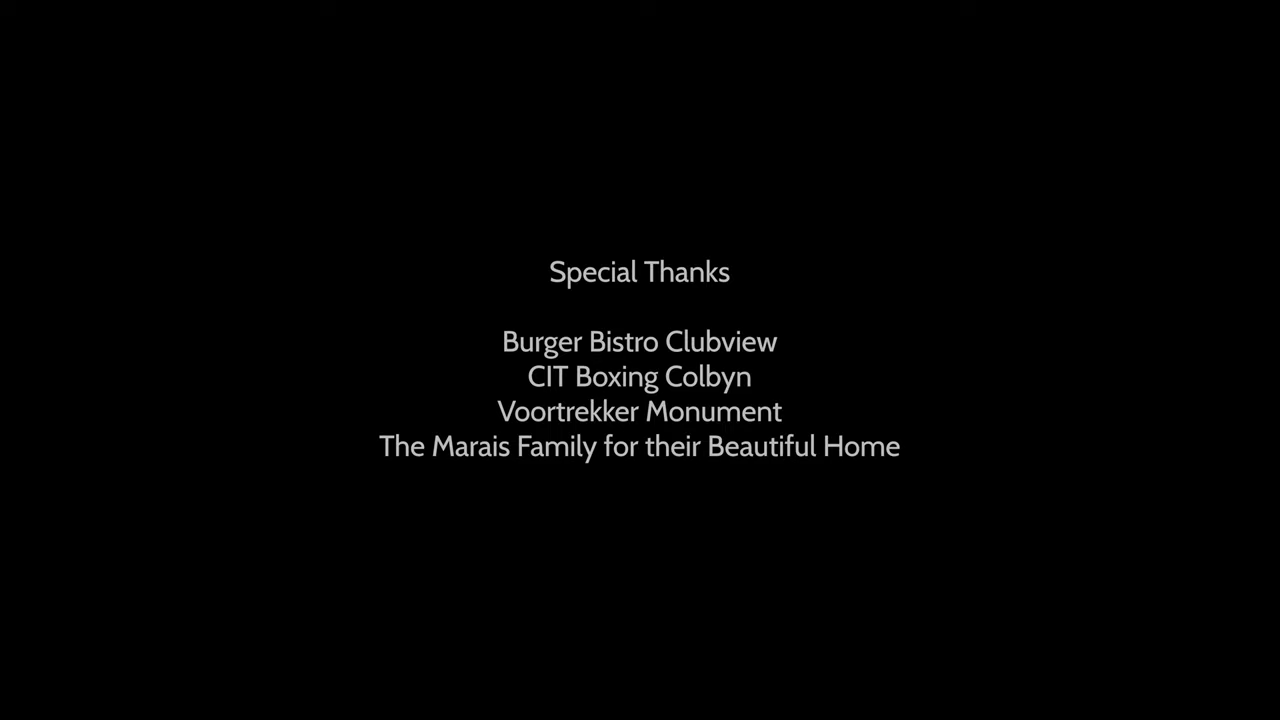 Special Thanks
Burger Bistro Clubview
CIT Boxing Colbyn
Voortrekker Monument
The Marais Family for their Beautiful Home